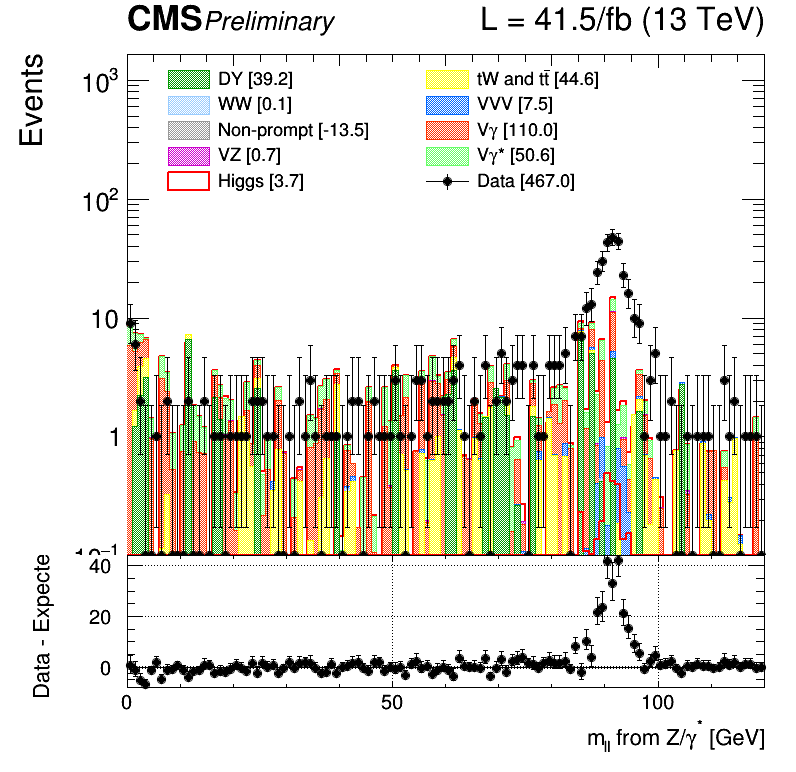 CMS Preliminary L = 41.5/fb (13 TeV)
Events
10³
10²
10
1
10⁻¹
DY [39.2]
WW [0.1]
Non-prompt [-13.5]
VZ [0.7]
Higgs [3.7]
tW and tt̄ [44.6]
VVV [7.5]
Vγ [110.0]
Vγ* [50.6]
Data [467.0]
Data - Expecte
40
20
0
0 50 100
m_ll from Z/γ* [GeV]